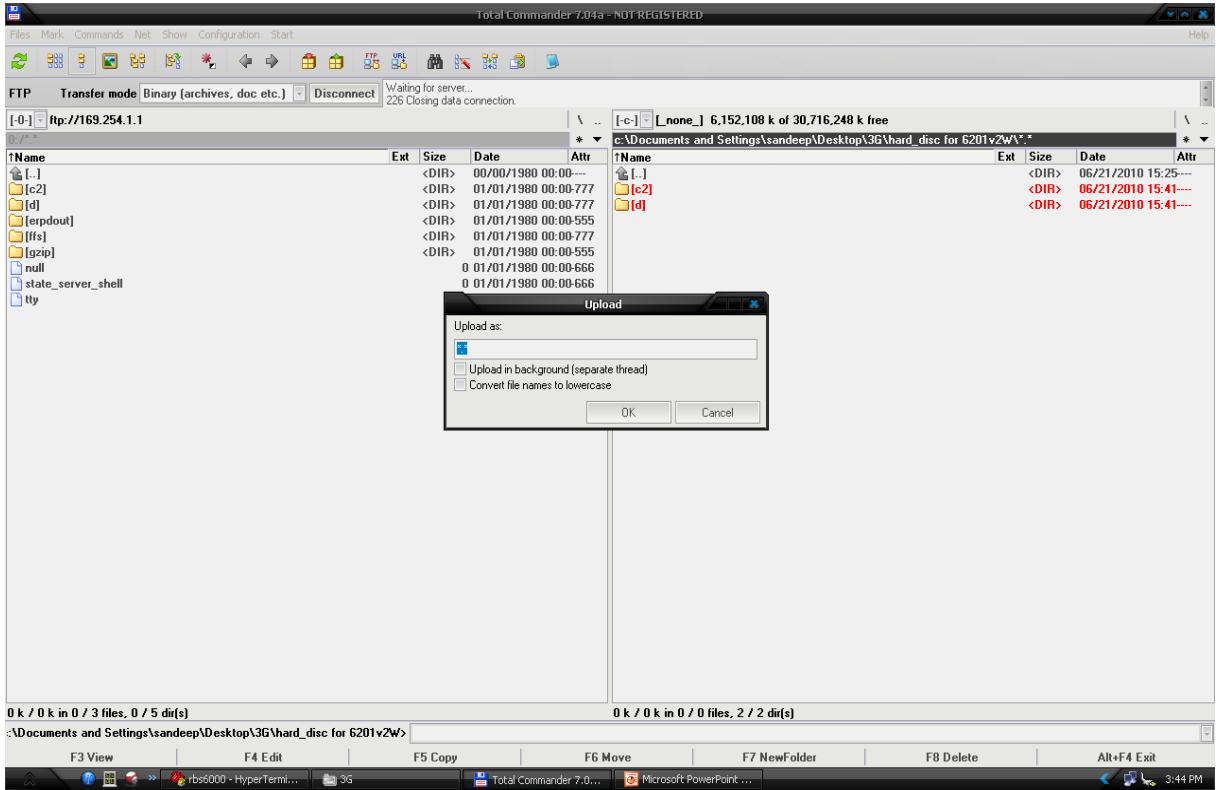 Total Commander 7.04a - NOT REGISTERED
Files Mark Commands Net Show Configuration Start Help
FTP URL
FTP Transfer mode Binary (archives, doc etc.) Disconnect Waiting for server...
226 Closing data connection.
[-0-] ftp://169.254.1.1 \ ..
0:/*.* * ▼
↑Name Ext Size Date Attr
[..] <DIR> 00/00/1980 00:00----
[c2] <DIR> 01/01/1980 00:00-777
[d] <DIR> 01/01/1980 00:00-777
[erpdout] <DIR> 01/01/1980 00:00-555
[ffs] <DIR> 01/01/1980 00:00-777
[gzip] <DIR> 01/01/1980 00:00-555
null 0 01/01/1980 00:00-666
state_server_shell 0 01/01/1980 00:00-666
tty
[-c-] [_none_] 6,152,108 k of 30,716,248 k free \ ..
c:\Documents and Settings\sandeep\Desktop\3G\hard_disc for 6201v2W\*.* * ▼
↑Name Ext Size Date Attr
[..] <DIR> 06/21/2010 15:25----
[c2] <DIR> 06/21/2010 15:41----
[d] <DIR> 06/21/2010 15:41----
Upload
Upload as:
*.*
Upload in background (separate thread)
Convert file names to lowercase
OK Cancel
0 k / 0 k in 0 / 3 files, 0 / 5 dir(s)
0 k / 0 k in 0 / 0 files, 2 / 2 dir(s)
:\Documents and Settings\sandeep\Desktop\3G\hard_disc for 6201v2W>
F3 View F4 Edit F5 Copy F6 Move F7 NewFolder F8 Delete Alt+F4 Exit
» rbs6000 - HyperTermi... 3G Total Commander 7.0... Microsoft PowerPoint ... 3:44 PM